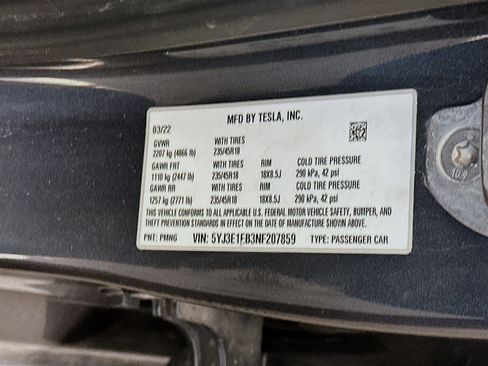 MFD BY TESLA, INC.
03/22
GVWR WITH TIRES
2207 kg (4866 lb) 235/45R18
GAWR FRT WITH TIRES RIM COLD TIRE PRESSURE
1110 kg (2447 lb) 235/45R18 18X8.5J 290 kPa, 42 psi
GAWR RR WITH TIRES RIM COLD TIRE PRESSURE
1257 kg (2771 lb) 235/45R18 18X8.5J 290 kPa, 42 psi
THIS VEHICLE CONFORMS TO ALL APPLICABLE U.S. FEDERAL MOTOR VEHICLE SAFETY, BUMPER, AND
THEFT PREVENTION STANDARDS IN EFFECT ON THE DATE OF MANUFACTURE SHOWN ABOVE.
PNT: PMNG VIN: 5YJ3E1EB3NF207859 TYPE: PASSENGER CAR
10.9